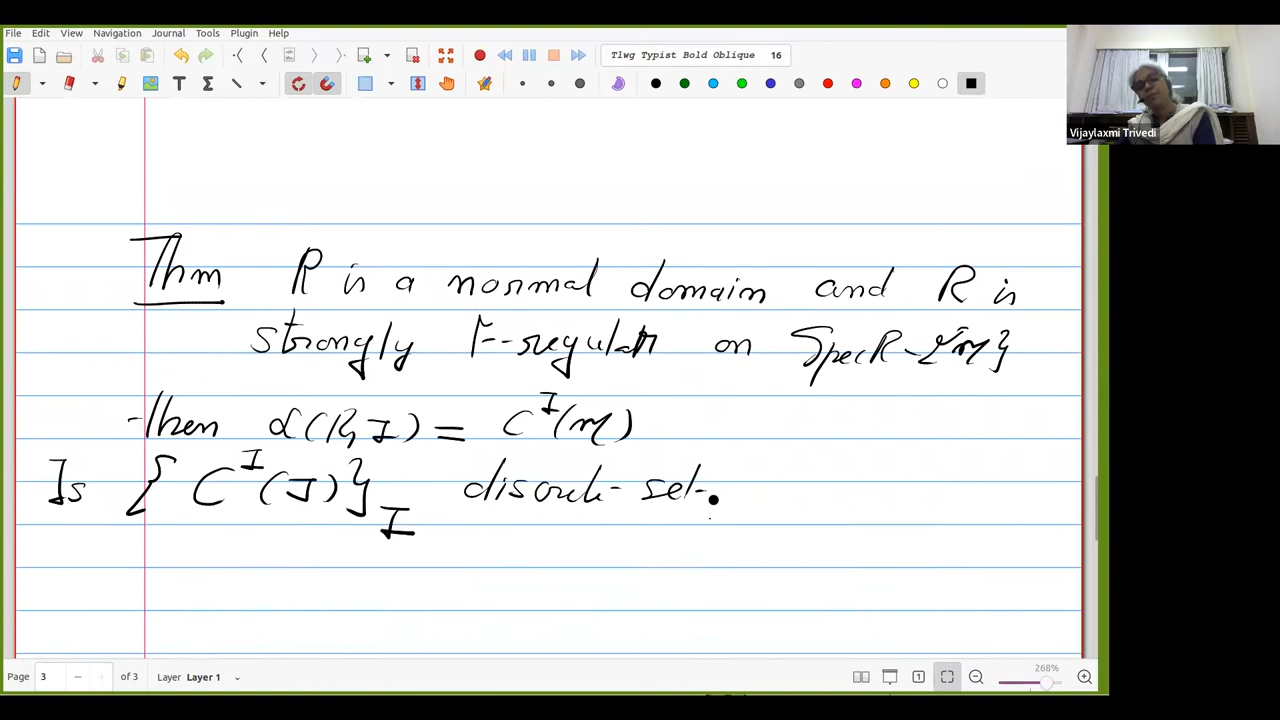 File Edit View Navigation Journal Tools Plugin Help
Tlwg Typist Bold Oblique 16
Vijaylaxmi Trivedi
Thm R is a normal domain and R is
strongly F-regular on Spec R - {m}
Then α(R, I) = C^I(m)
Is { C^I(J) }_I discrete set.
Page 3 of 3 Layer Layer 1
268%